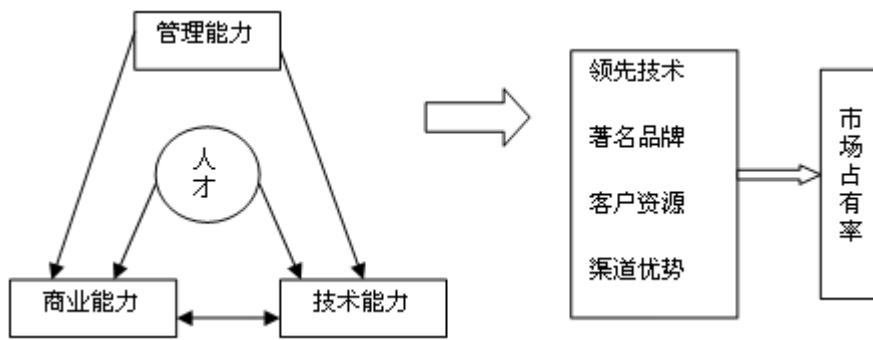 管理能力
人才
商业能力
技术能力
领先技术
著名品牌
客户资源
渠道优势
市场占有率